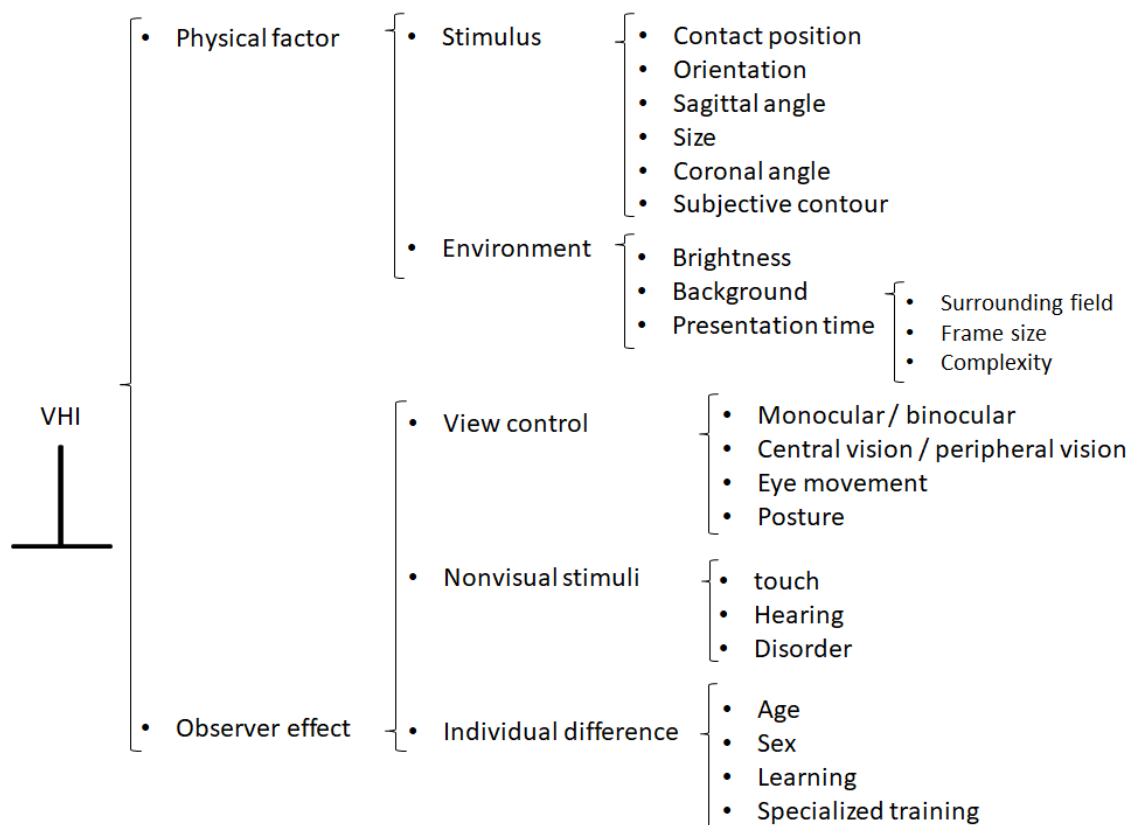 VHI
• Physical factor
• Stimulus
• Contact position
• Orientation
• Sagittal angle
• Size
• Coronal angle
• Subjective contour
• Environment
• Brightness
• Background
• Presentation time
• Surrounding field
• Frame size
• Complexity
• Observer effect
• View control
• Monocular / binocular
• Central vision / peripheral vision
• Eye movement
• Posture
• Nonvisual stimuli
• touch
• Hearing
• Disorder
• Individual difference
• Age
• Sex
• Learning
• Specialized training